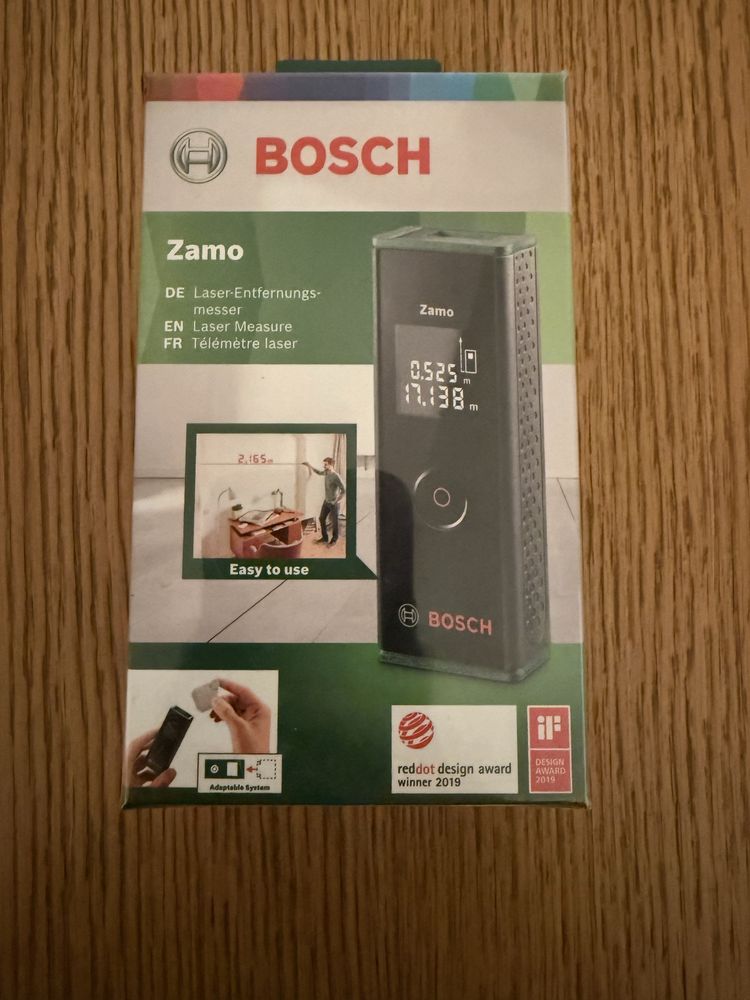 BOSCH
Zamo
DE Laser-Entfernungs-
messer
EN Laser Measure
FR Télémètre laser
Zamo
0.525 m
17.138 m
2.165 m
Easy to use
BOSCH
Adaptable System
reddot design award
winner 2019
iF
DESIGN
AWARD
2019